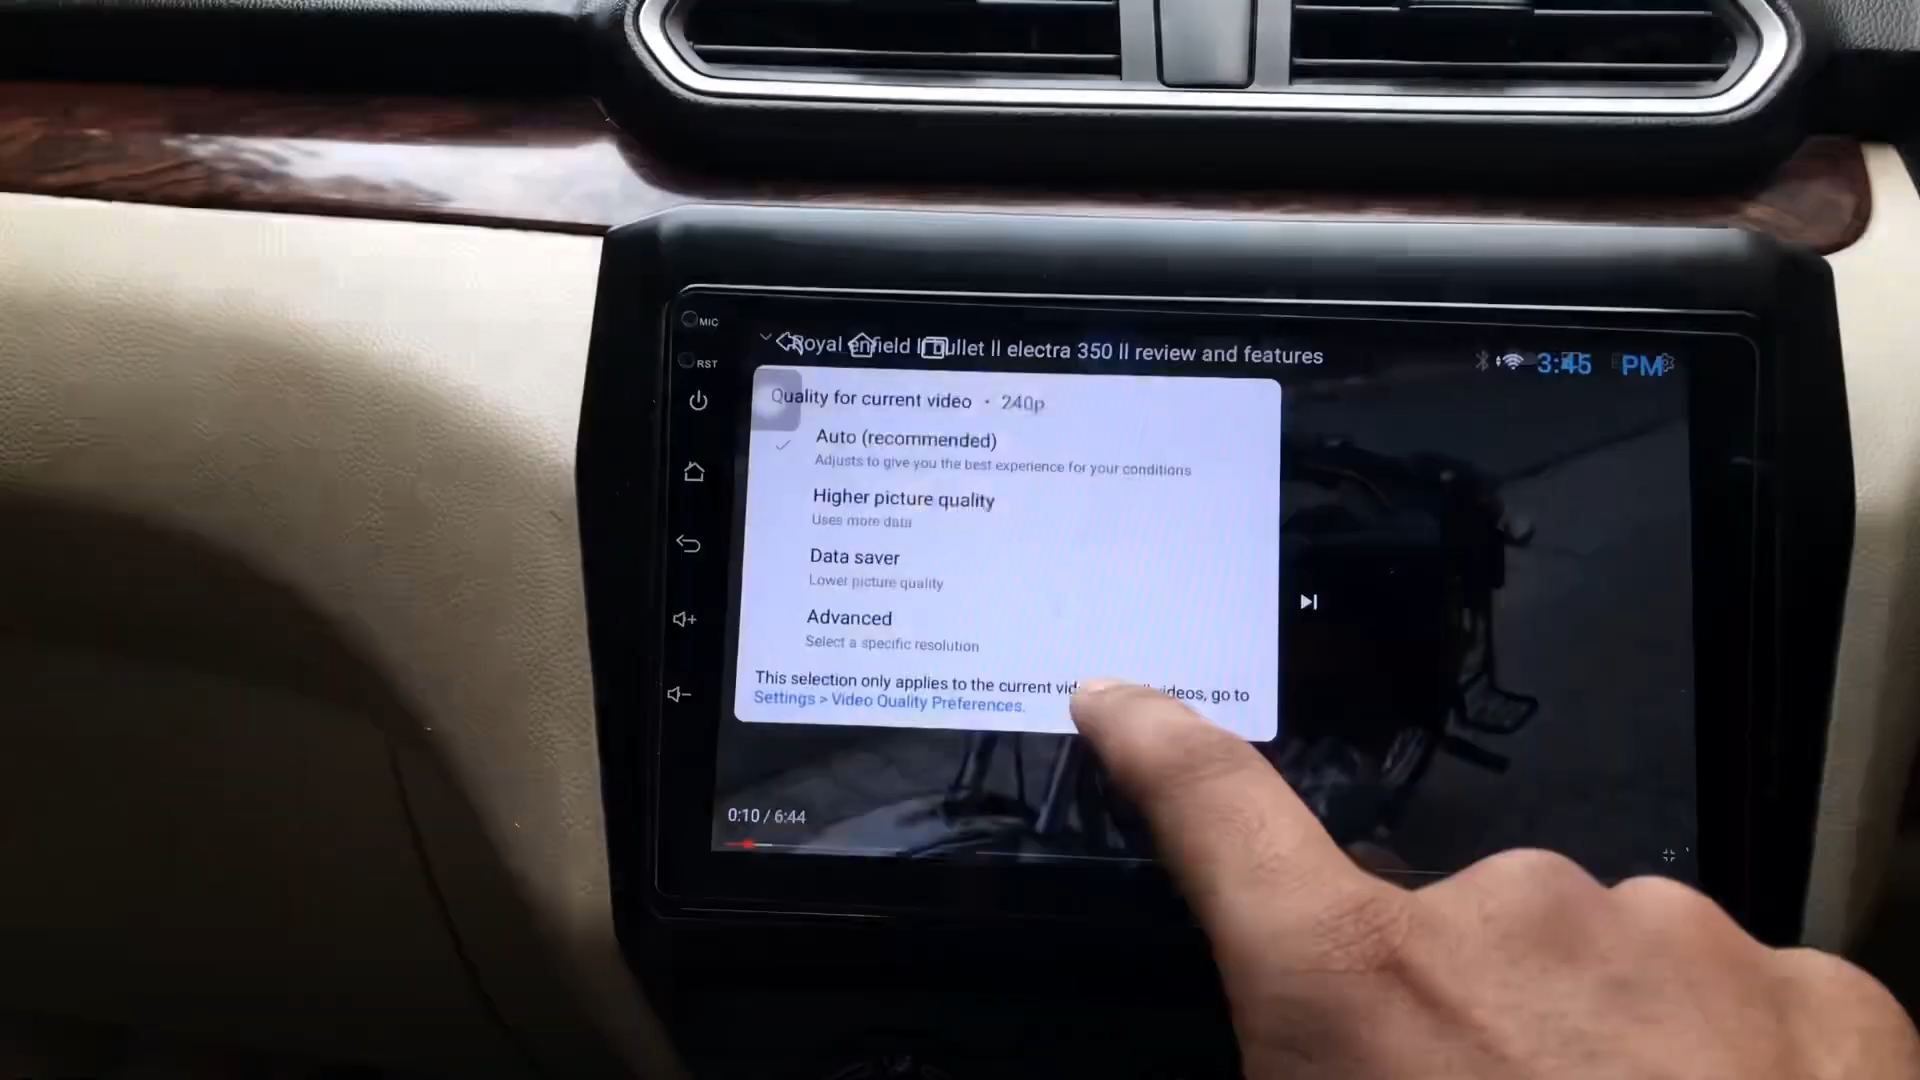 MIC
Royal enfield ll bullet ll electra 350 ll review and features
3:45 PM
RST
Quality for current video • 240p
Auto (recommended)
Adjusts to give you the best experience for your conditions
Higher picture quality
Uses more data
Data saver
Lower picture quality
Advanced
Select a specific resolution
This selection only applies to the current videos, go to
Settings > Video Quality Preferences.
0:10 / 6:44